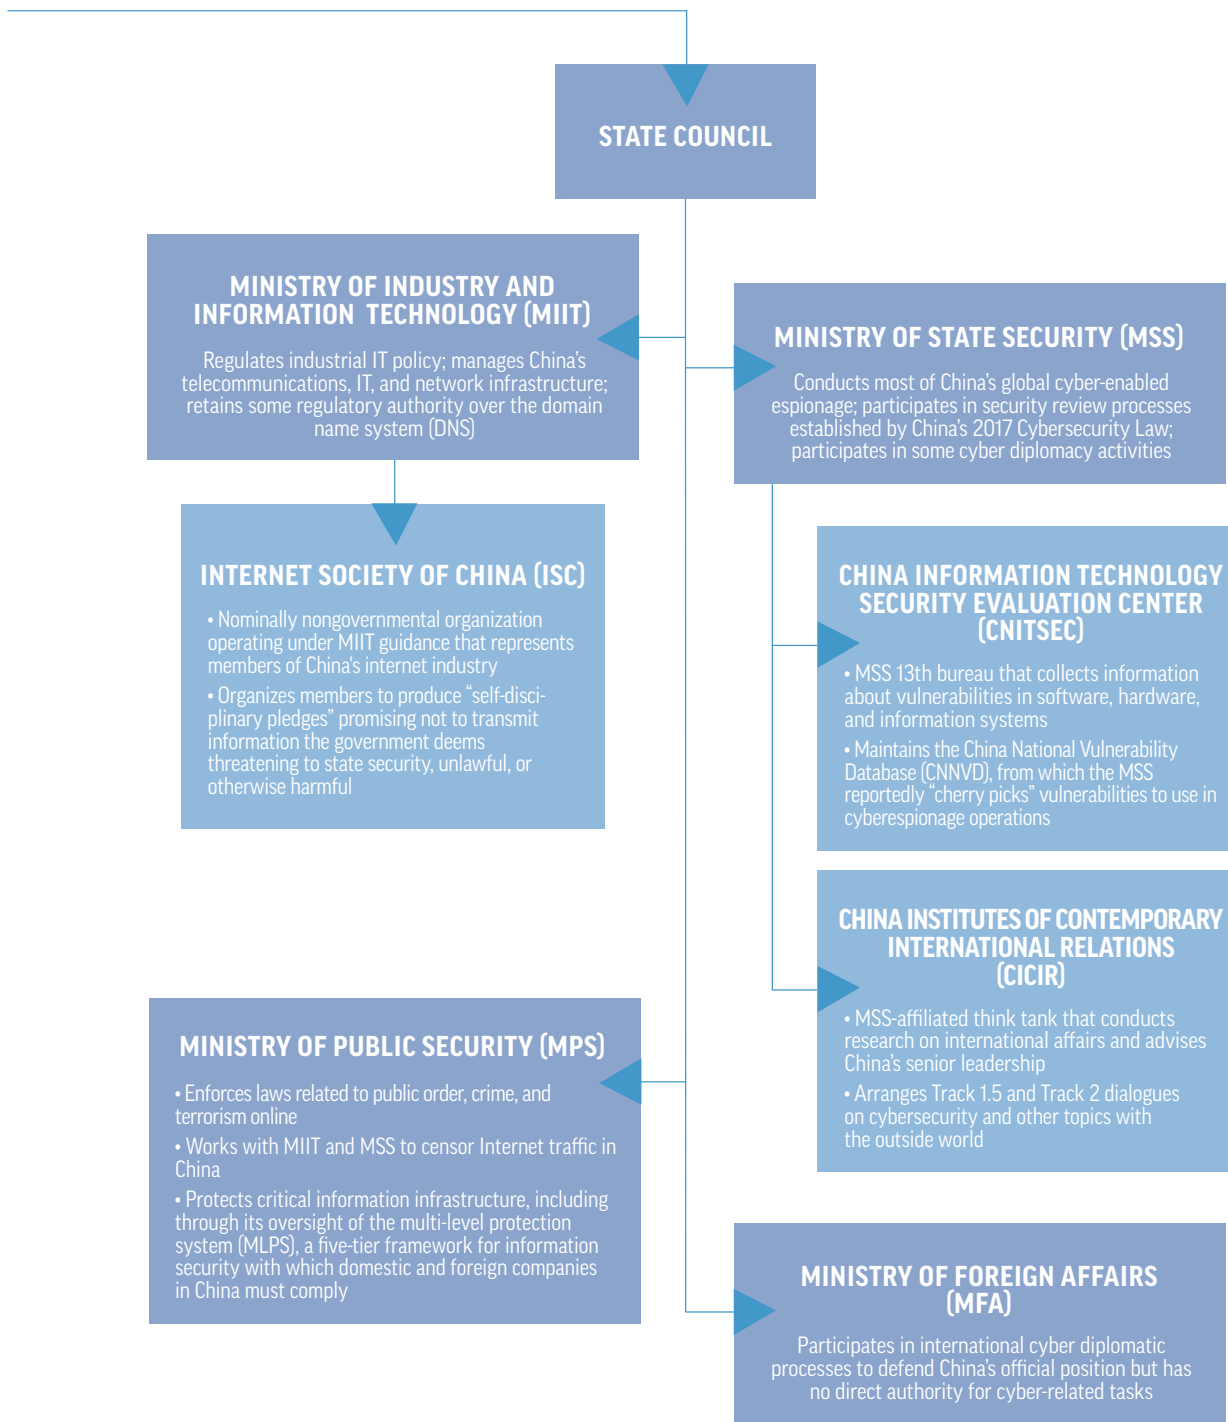 STATE COUNCIL
MINISTRY OF INDUSTRY AND
INFORMATION TECHNOLOGY (MIIT)
Regulates industrial IT policy; manages China's
telecommunications, IT, and network infrastructure;
retains some regulatory authority over the domain
name system (DNS)
MINISTRY OF STATE SECURITY (MSS)
Conducts most of China's global cyber-enabled
espionage; participates in security review processes
established by China's 2017 Cybersecurity Law;
participates in some cyber diplomacy activities
INTERNET SOCIETY OF CHINA (ISC)
• Nominally nongovernmental organization
operating under MIIT guidance that represents
members of China's internet industry
• Organizes members to produce “self-disci-
plinary pledges” promising not to transmit
information the government deems
threatening to state security, unlawful, or
otherwise harmful
CHINA INFORMATION TECHNOLOGY
SECURITY EVALUATION CENTER
(CNITSEC)
• MSS 13th bureau that collects information
about vulnerabilities in software, hardware,
and information systems
• Maintains the China National Vulnerability
Database (CNNVD), from which the MSS
reportedly “cherry picks” vulnerabilities to use in
cyberespionage operations
CHINA INSTITUTES OF CONTEMPORARY
INTERNATIONAL RELATIONS
(CICIR)
• MSS-affiliated think tank that conducts
research on international affairs and advises
China's senior leadership
• Arranges Track 1.5 and Track 2 dialogues
on cybersecurity and other topics with
the outside world
MINISTRY OF PUBLIC SECURITY (MPS)
• Enforces laws related to public order, crime, and
terrorism online
• Works with MIIT and MSS to censor Internet traffic in
China
• Protects critical information infrastructure, including
through its oversight of the multi-level protection
system (MLPS), a five-tier framework for information
security with which domestic and foreign companies
in China must comply
MINISTRY OF FOREIGN AFFAIRS
(MFA)
Participates in international cyber diplomatic
processes to defend China's official position but has
no direct authority for cyber-related tasks